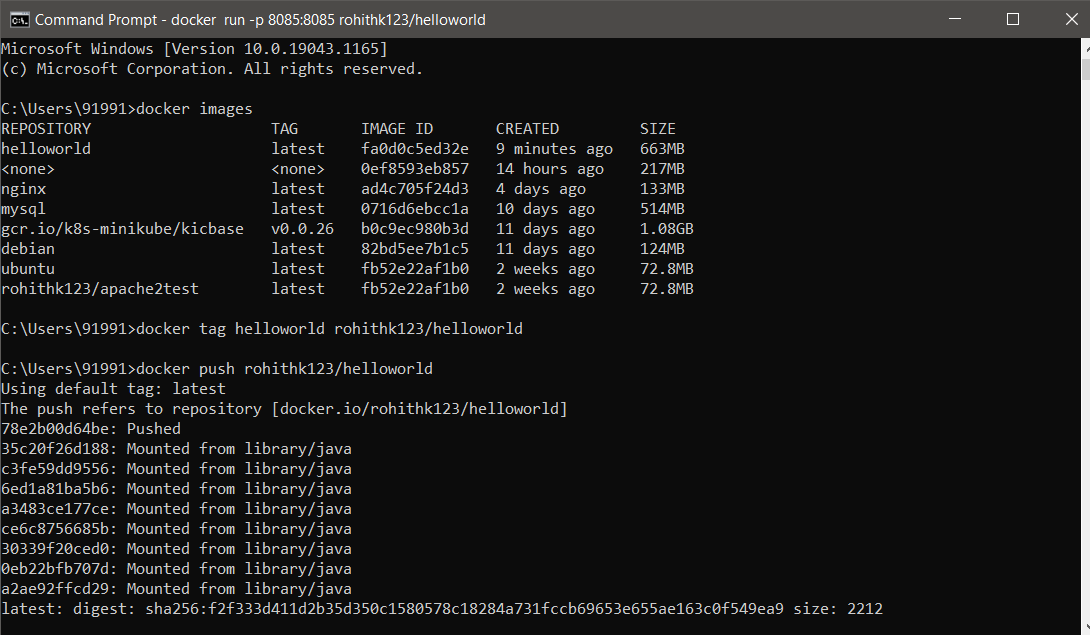 Command Prompt - docker  run -p 8085:8085 rohithk123/helloworld
Microsoft Windows [Version 10.0.19043.1165]
(c) Microsoft Corporation. All rights reserved.
C:\Users\91991>docker images
REPOSITORY                    TAG       IMAGE ID       CREATED         SIZE
helloworld                    latest    fa0d0c5ed32e   9 minutes ago   663MB
<none>                        <none>    0ef8593eb857   14 hours ago    217MB
nginx                         latest    ad4c705f24d3   4 days ago      133MB
mysql                         latest    0716d6ebcc1a   10 days ago     514MB
gcr.io/k8s-minikube/kicbase   v0.0.26   b0c9ec980b3d   11 days ago     1.08GB
debian                        latest    82bd5ee7b1c5   11 days ago     124MB
ubuntu                        latest    fb52e22af1b0   2 weeks ago     72.8MB
rohithk123/apache2test        latest    fb52e22af1b0   2 weeks ago     72.8MB
C:\Users\91991>docker tag helloworld rohithk123/helloworld
C:\Users\91991>docker push rohithk123/helloworld
Using default tag: latest
The push refers to repository [docker.io/rohithk123/helloworld]
78e2b00d64be: Pushed
35c20f26d188: Mounted from library/java
c3fe59dd9556: Mounted from library/java
6ed1a81ba5b6: Mounted from library/java
a3483ce177ce: Mounted from library/java
ce6c8756685b: Mounted from library/java
30339f20ced0: Mounted from library/java
0eb22bfb707d: Mounted from library/java
a2ae92ffcd29: Mounted from library/java
latest: digest: sha256:f2f333d411d2b35d350c1580578c18284a731fccb69653e655ae163c0f549ea9 size: 2212